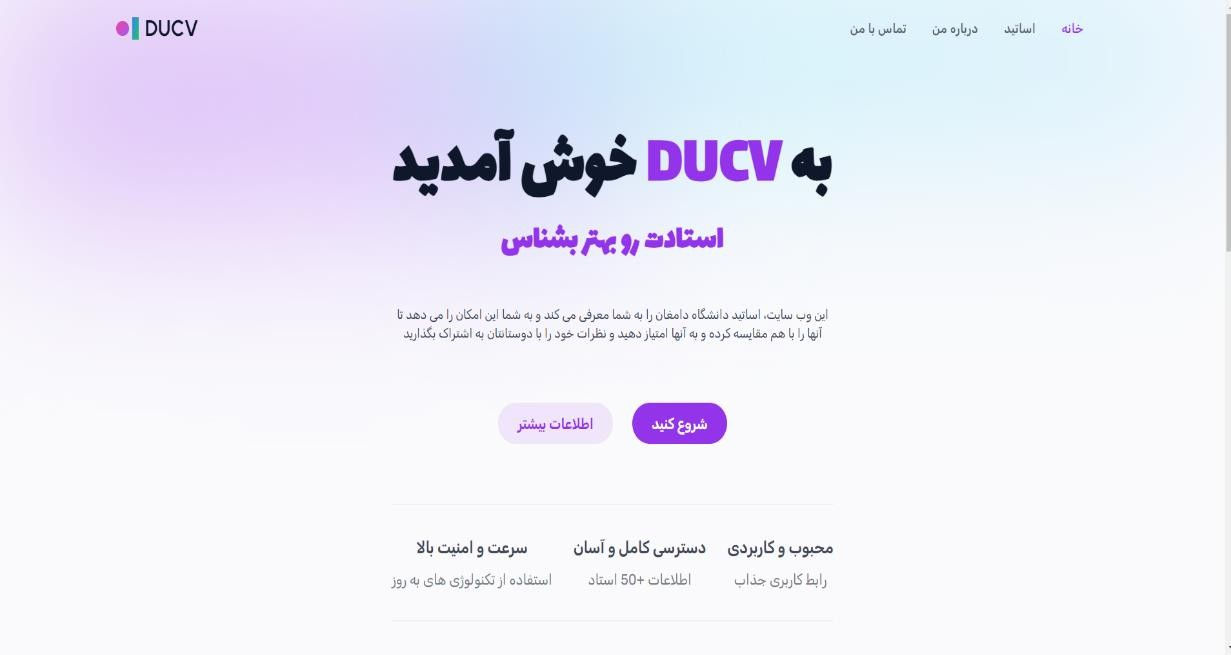 DUCV
خانه
اساتید
درباره من
تماس با من
به DUCV خوش آمدید
استادت رو بهتر بشناس
این وب سایت، اساتید دانشگاه دامغان را به شما معرفی می کند و به شما این امکان را می دهد تا
آنها را با هم مقایسه کرده و به آنها امتیاز دهید و نظرات خود را با دوستانتان به اشتراک بگذارید
شروع کنید
اطلاعات بیشتر
محبوب و کاربردی
رابط کاربری جذاب
دسترسی کامل و آسان
اطلاعات +50 استاد
سرعت و امنیت بالا
استفاده از تکنولوژی های به روز